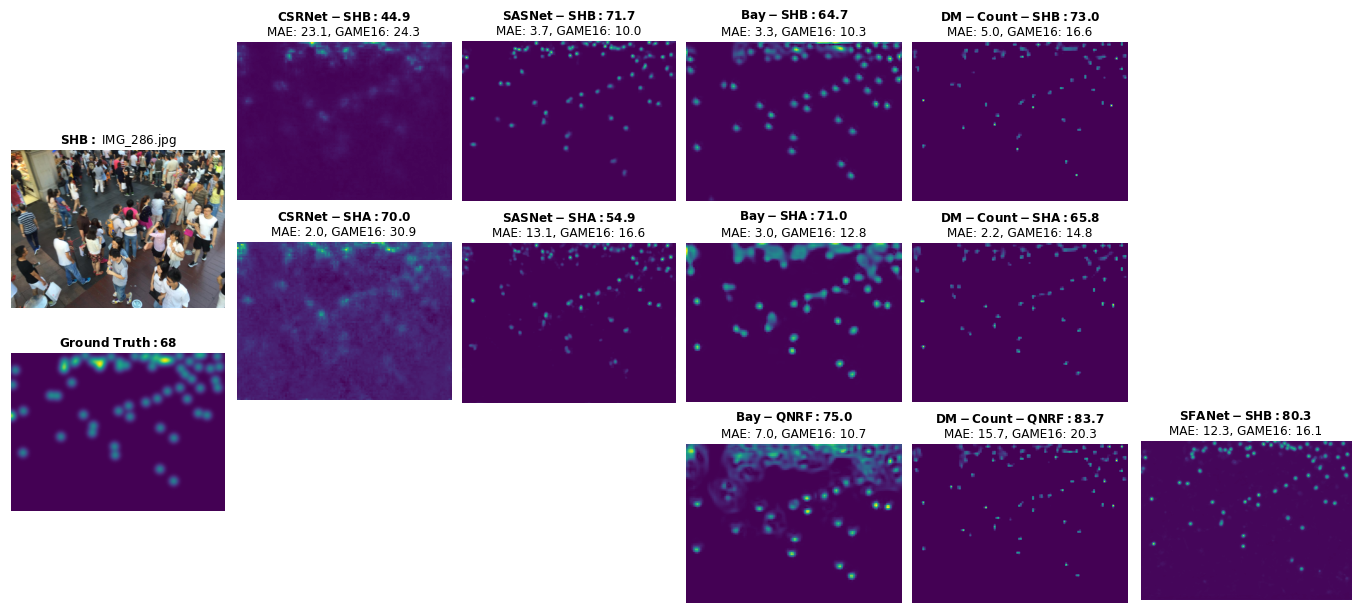 CSRNet−SHB: 44.9
MAE: 23.1, GAME16: 24.3
SASNet−SHB: 71.7
MAE: 3.7, GAME16: 10.0
Bay−SHB: 64.7
MAE: 3.3, GAME16: 10.3
DM−Count−SHB: 73.0
MAE: 5.0, GAME16: 16.6
SHB: IMG_286.jpg
CSRNet−SHA: 70.0
MAE: 2.0, GAME16: 30.9
SASNet−SHA: 54.9
MAE: 13.1, GAME16: 16.6
Bay−SHA: 71.0
MAE: 3.0, GAME16: 12.8
DM−Count−SHA: 65.8
MAE: 2.2, GAME16: 14.8
Ground Truth: 68
Bay−QNRF: 75.0
MAE: 7.0, GAME16: 10.7
DM−Count−QNRF: 83.7
MAE: 15.7, GAME16: 20.3
SFANet−SHB: 80.3
MAE: 12.3, GAME16: 16.1